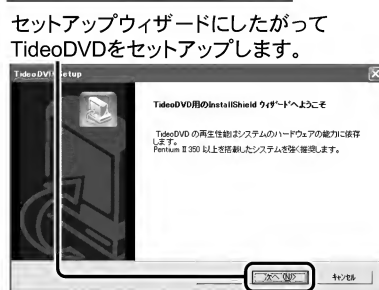 セットアップウィザードにしたがって
TideoDVDをセットアップします。
TideoDVD Setup
TideoDVD用のInstallShield ウィザードへようこそ
TideoDVD の再生性能はシステムのハードウェアの能力に依存
します。
Pentium Ⅱ 350 以上を搭載したシステムを強く推奨します。
次へ(N)>
キャンセル